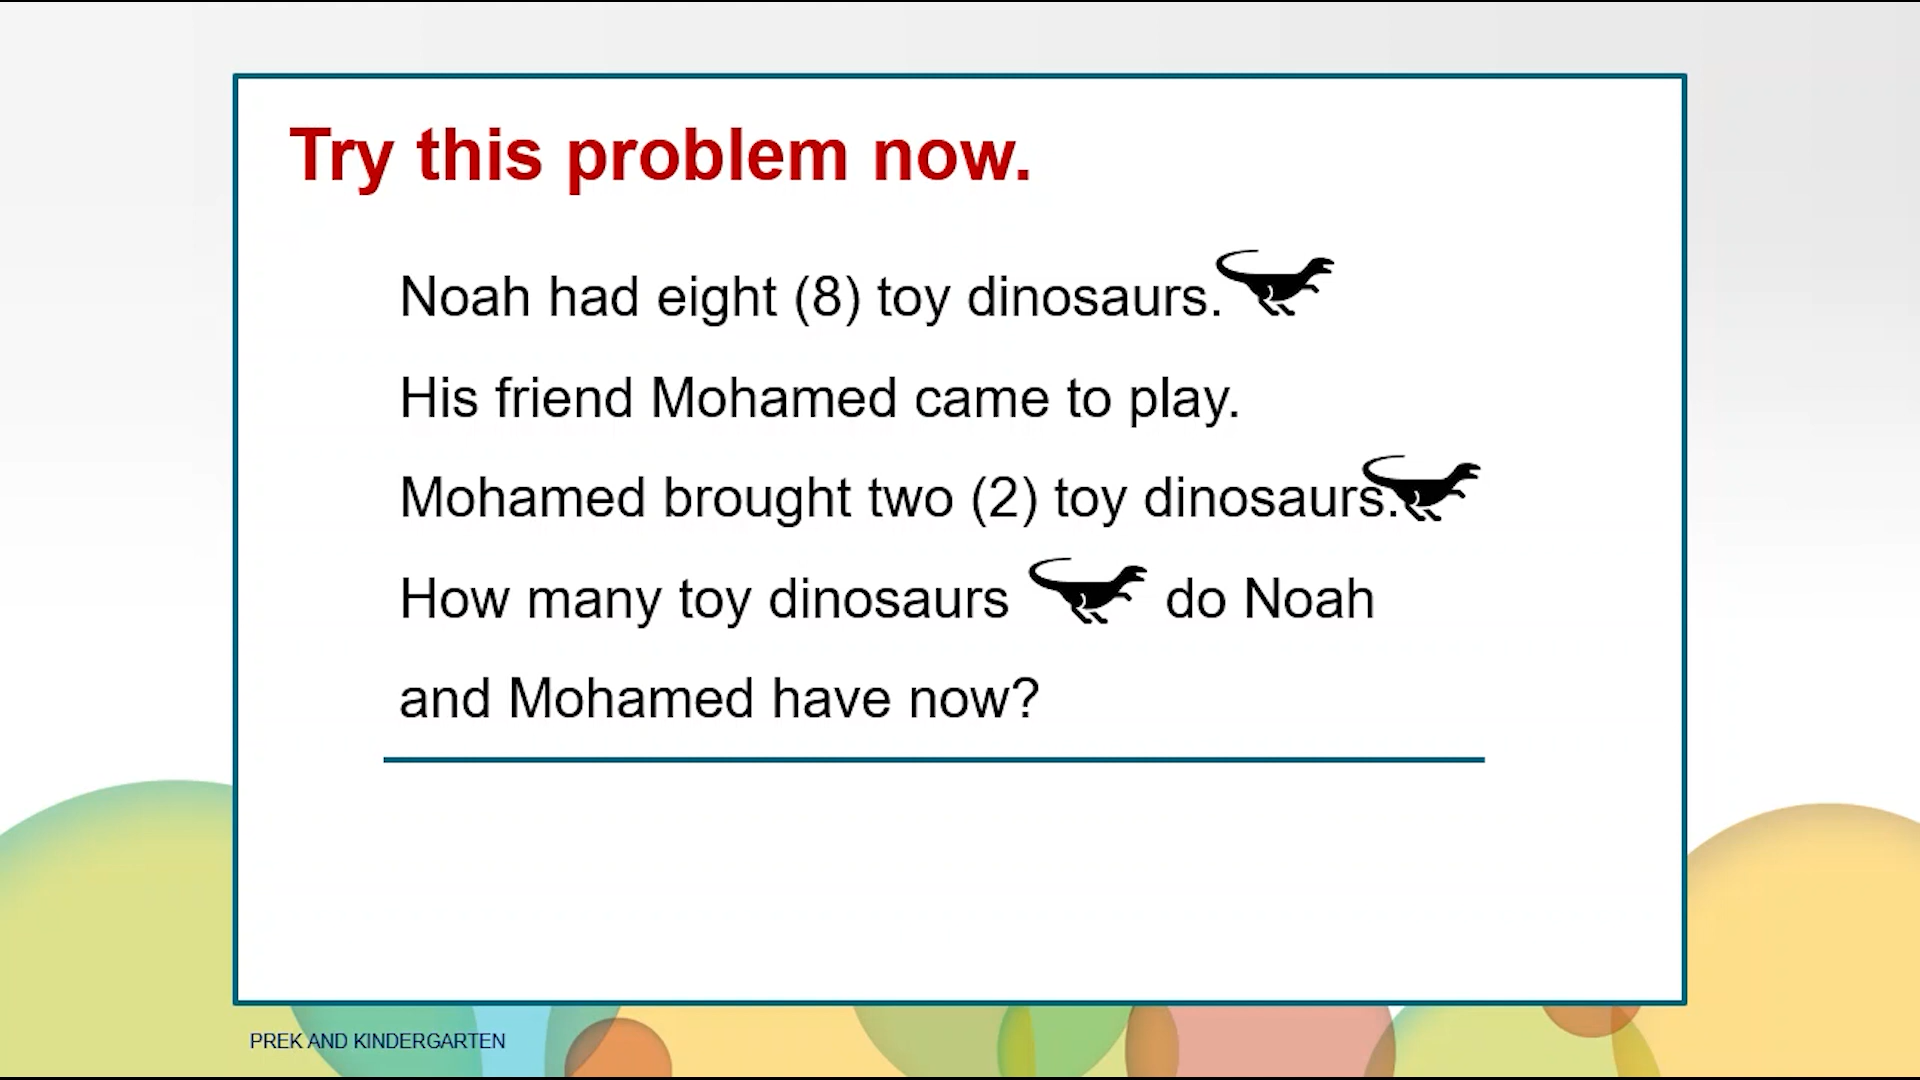 Try this problem now.
Noah had eight (8) toy dinosaurs.
His friend Mohamed came to play.
Mohamed brought two (2) toy dinosaurs.
How many toy dinosaurs do Noah
and Mohamed have now?
PREK AND KINDERGARTEN